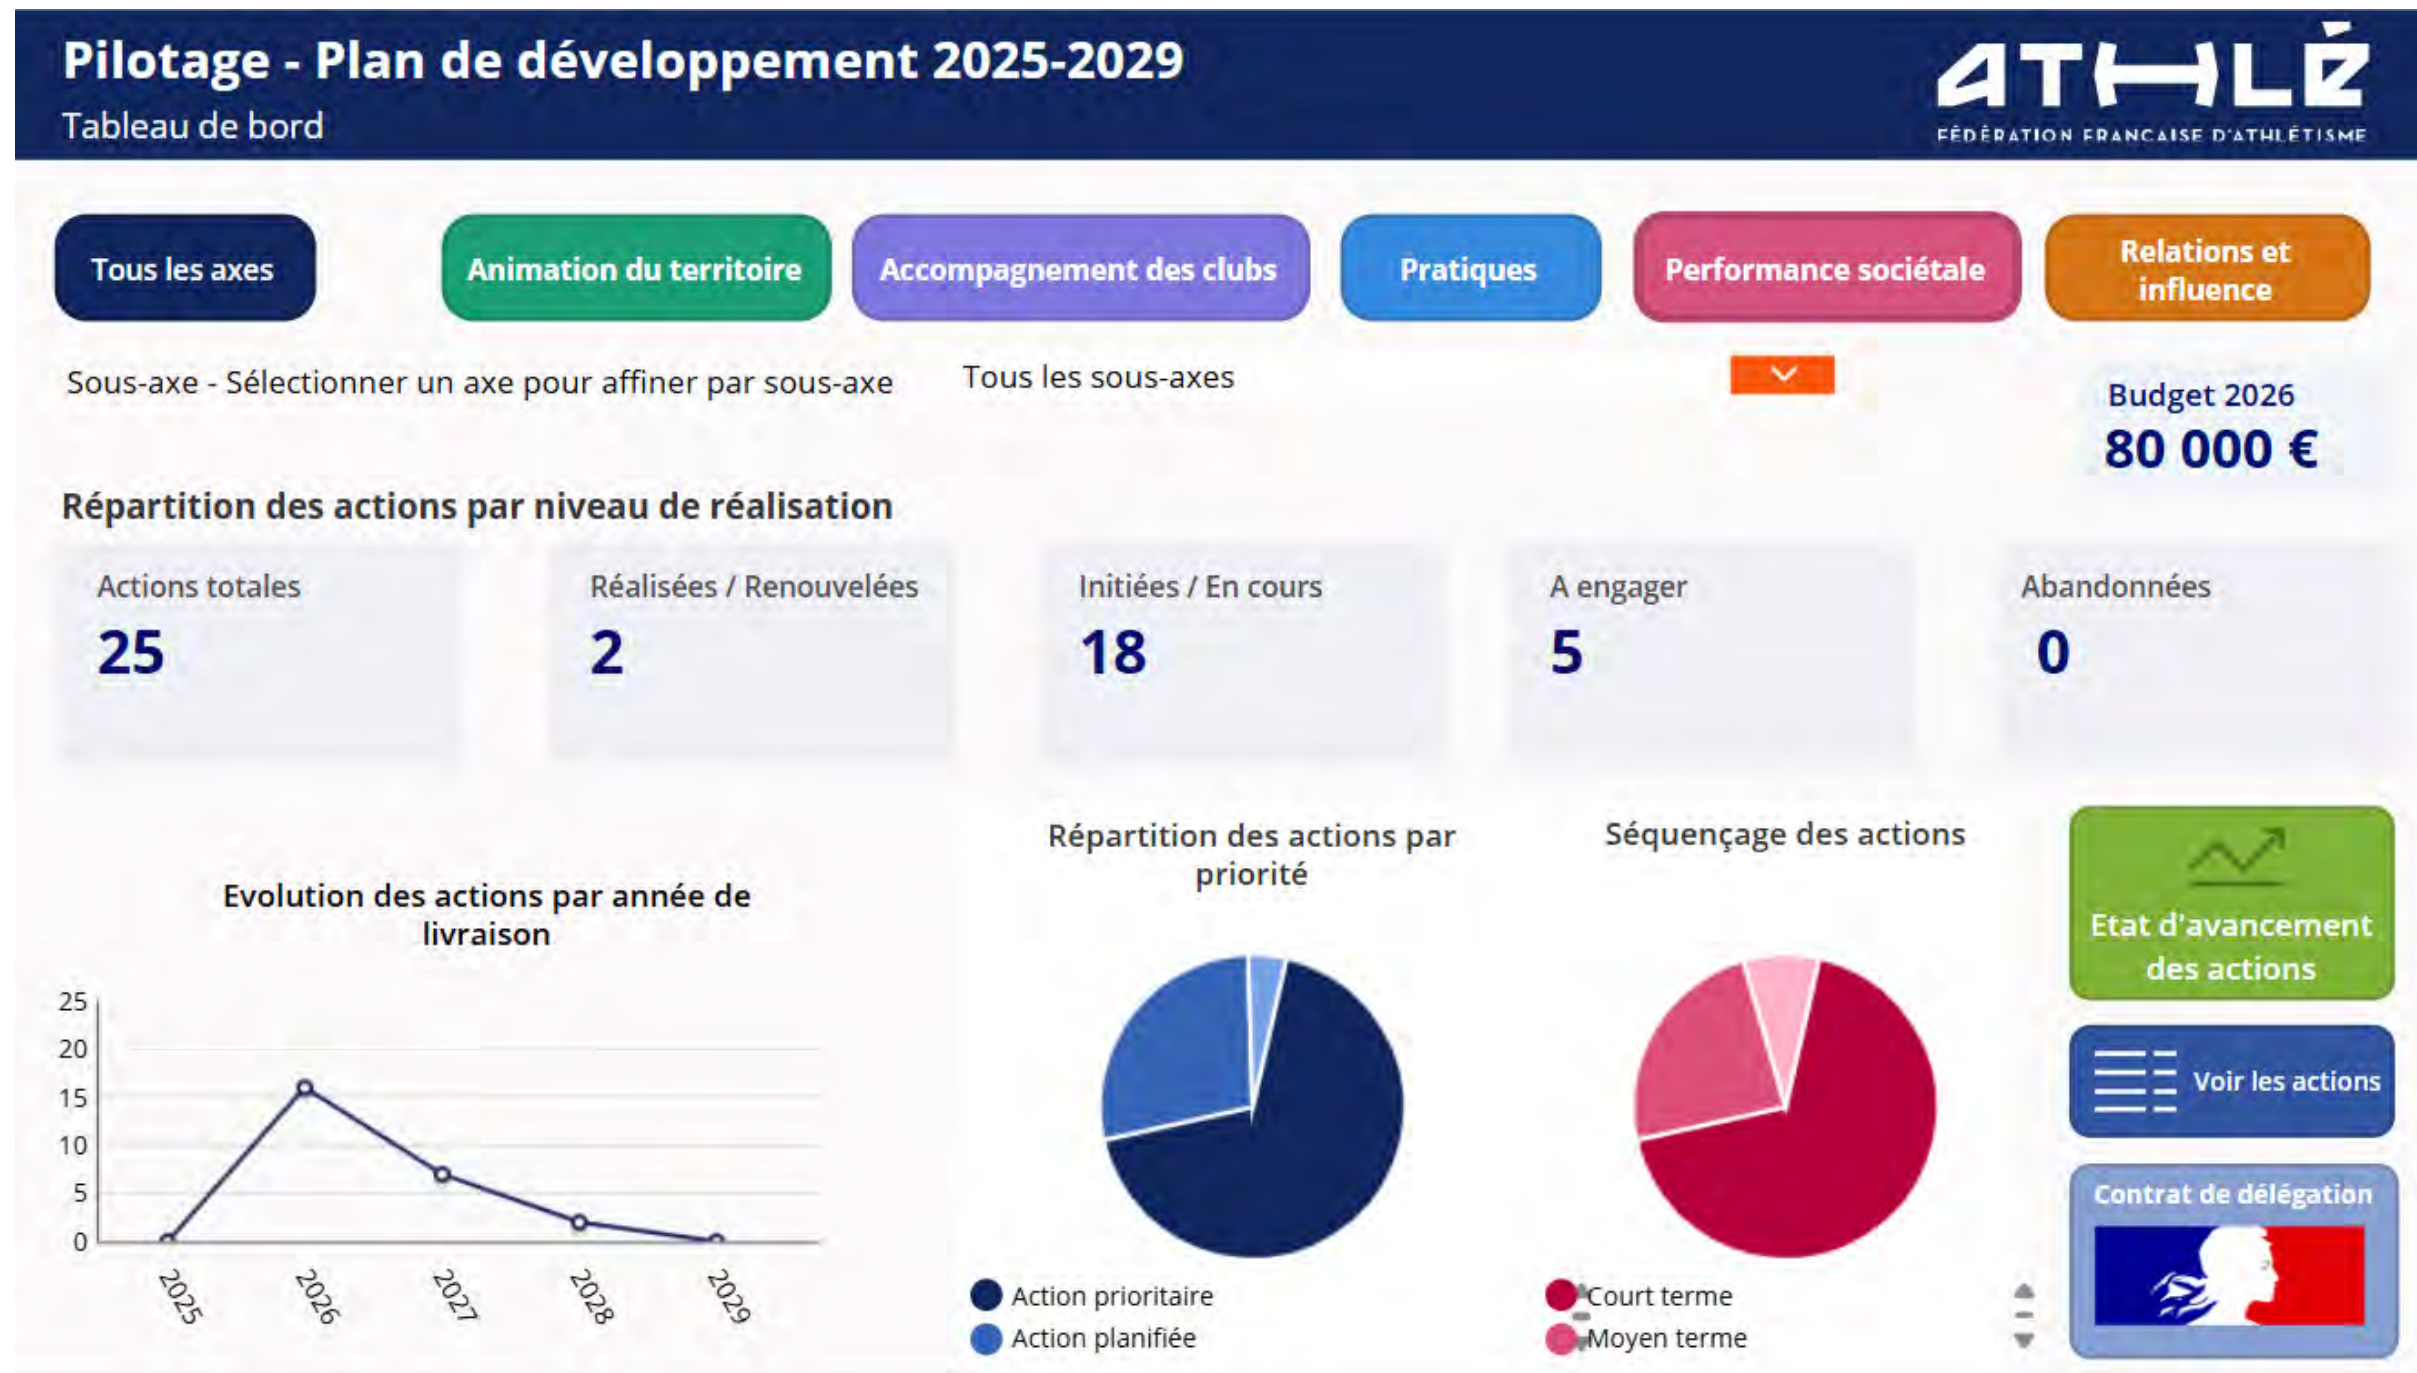 Pilotage - Plan de développement 2025-2029
Tableau de bord
ATHLÉ
FÉDÉRATION FRANCAISE D'ATHLÉTISME
Tous les axes
Animation du territoire
Accompagnement des clubs
Pratiques
Performance sociétale
Relations et
influence
Sous-axe - Sélectionner un axe pour affiner par sous-axe
Tous les sous-axes
Budget 2026
80 000 €
Répartition des actions par niveau de réalisation
Actions totales
25
Réalisées / Renouvelées
2
Initiées / En cours
18
A engager
5
Abandonnées
0
Evolution des actions par année de
livraison
25
20
15
10
5
0
2025
2026
2027
2028
2029
Répartition des actions par
priorité
Action prioritaire
Action planifiée
Séquençage des actions
Court terme
Moyen terme
Etat d'avancement
des actions
Voir les actions
Contrat de délégation